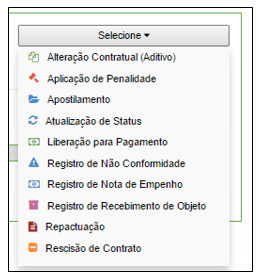 Selecione
Alteração Contratual (Aditivo)
Aplicação de Penalidade
Apostilamento
Atualização de Status
Liberação para Pagamento
Registro de Não Conformidade
Registro de Nota de Empenho
Registro de Recebimento de Objeto
Repactuação
Rescisão de Contrato